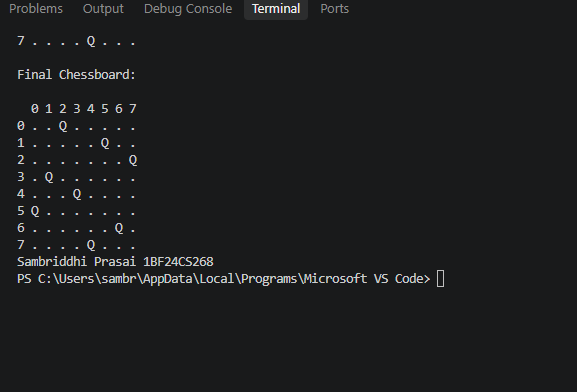 Problems Output Debug Console Terminal Ports
7 . . . . Q . . .
Final Chessboard:
  0 1 2 3 4 5 6 7
0 . . Q . . . . .
1 . . . . . Q . .
2 . . . . . . . Q
3 . Q . . . . . .
4 . . . Q . . . .
5 Q . . . . . . .
6 . . . . . . Q .
7 . . . . Q . . .
Sambriddhi Prasai 1BF24CS268
PS C:\Users\sambr\AppData\Local\Programs\Microsoft VS Code>